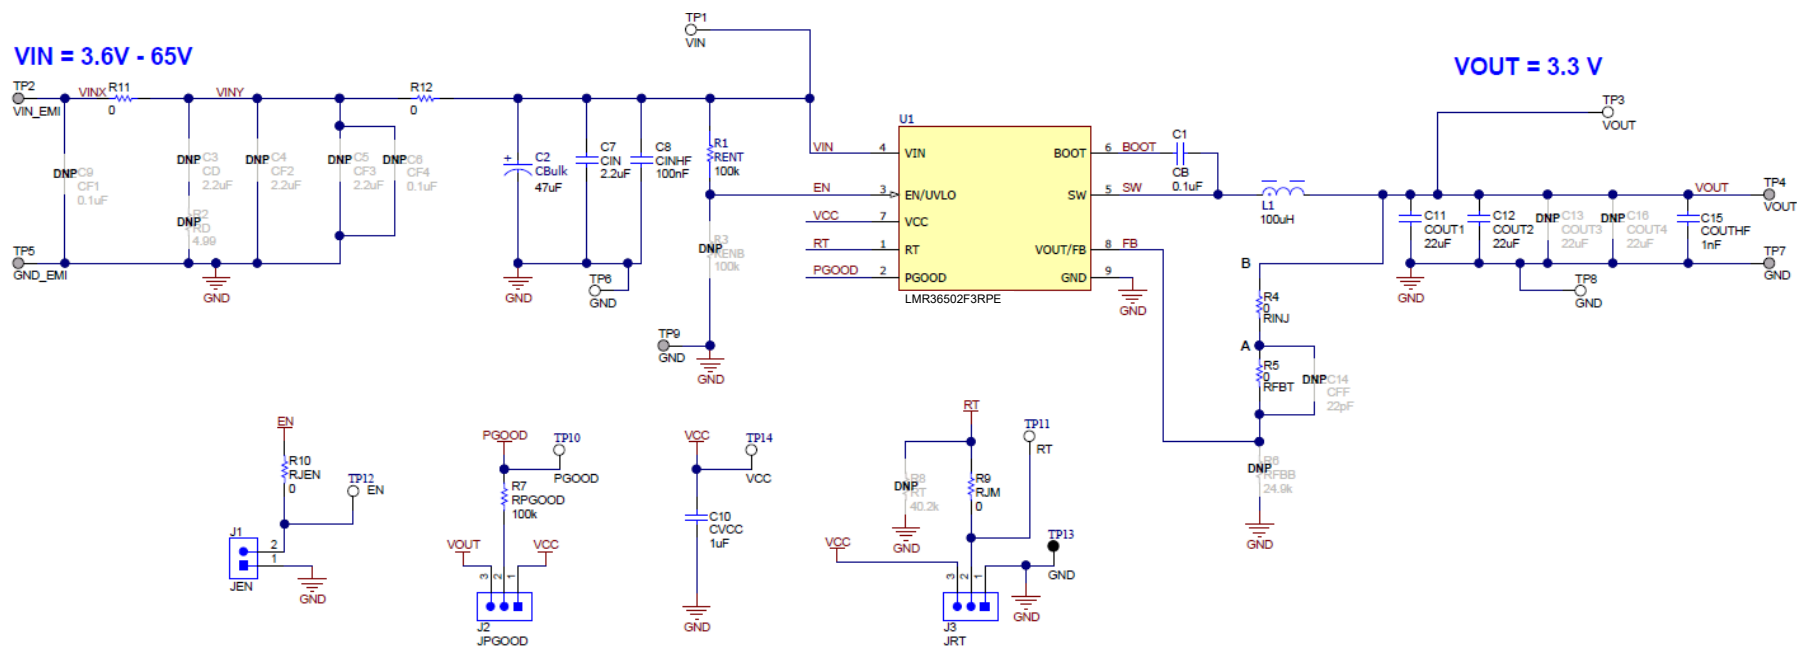 VIN = 3.6V - 65V
VOUT = 3.3 V
TP1
VIN
TP2
VIN_EMI
VINX
R11
0
VINY
R12
0
DNP
C9
CF1
0.1uF
DNP
C3
CD
2.2uF
DNP
R2
RD
4.99
DNP
C4
CF2
2.2uF
DNP
C5
CF3
2.2uF
DNP
C6
CF4
0.1uF
TP5
GND_EMI
GND
+
C2
CBulk
47uF
GND
C7
CIN
2.2uF
C8
CINHF
100nF
TP6
GND
R1
RENT
100k
DNP
R3
RENB
100k
TP9
GND
GND
U1
VIN
4
VIN
EN
3
EN/UVLO
VCC
7
VCC
RT
1
RT
PGOOD
2
PGOOD
BOOT
6
BOOT
SW
5
SW
VOUT/FB
8
FB
GND
9
GND
LMR36502F3RPE
C1
CB
0.1uF
L1
100uH
TP3
VOUT
VOUT
TP4
VOUT
C11
COUT1
22uF
C12
COUT2
22uF
DNP
C13
COUT3
22uF
DNP
C16
COUT4
22uF
C15
COUTHF
1nF
TP7
GND
GND
TP8
GND
B
R4
0
RINJ
A
R5
0
RFBT
DNP
C14
CFF
22pF
DNP
R6
RFBB
24.9k
GND
EN
R10
RJEN
0
TP12
EN
J1
2
1
JEN
GND
PGOOD
TP10
PGOOD
R7
RPGOOD
100k
VOUT
VCC
3
2
1
J2
JPGOOD
VCC
TP14
VCC
C10
CVCC
1uF
GND
RT
TP11
RT
DNP
R8
RT
40.2k
GND
R9
RJM
0
VCC
TP13
GND
3
2
1
GND
J3
JRT